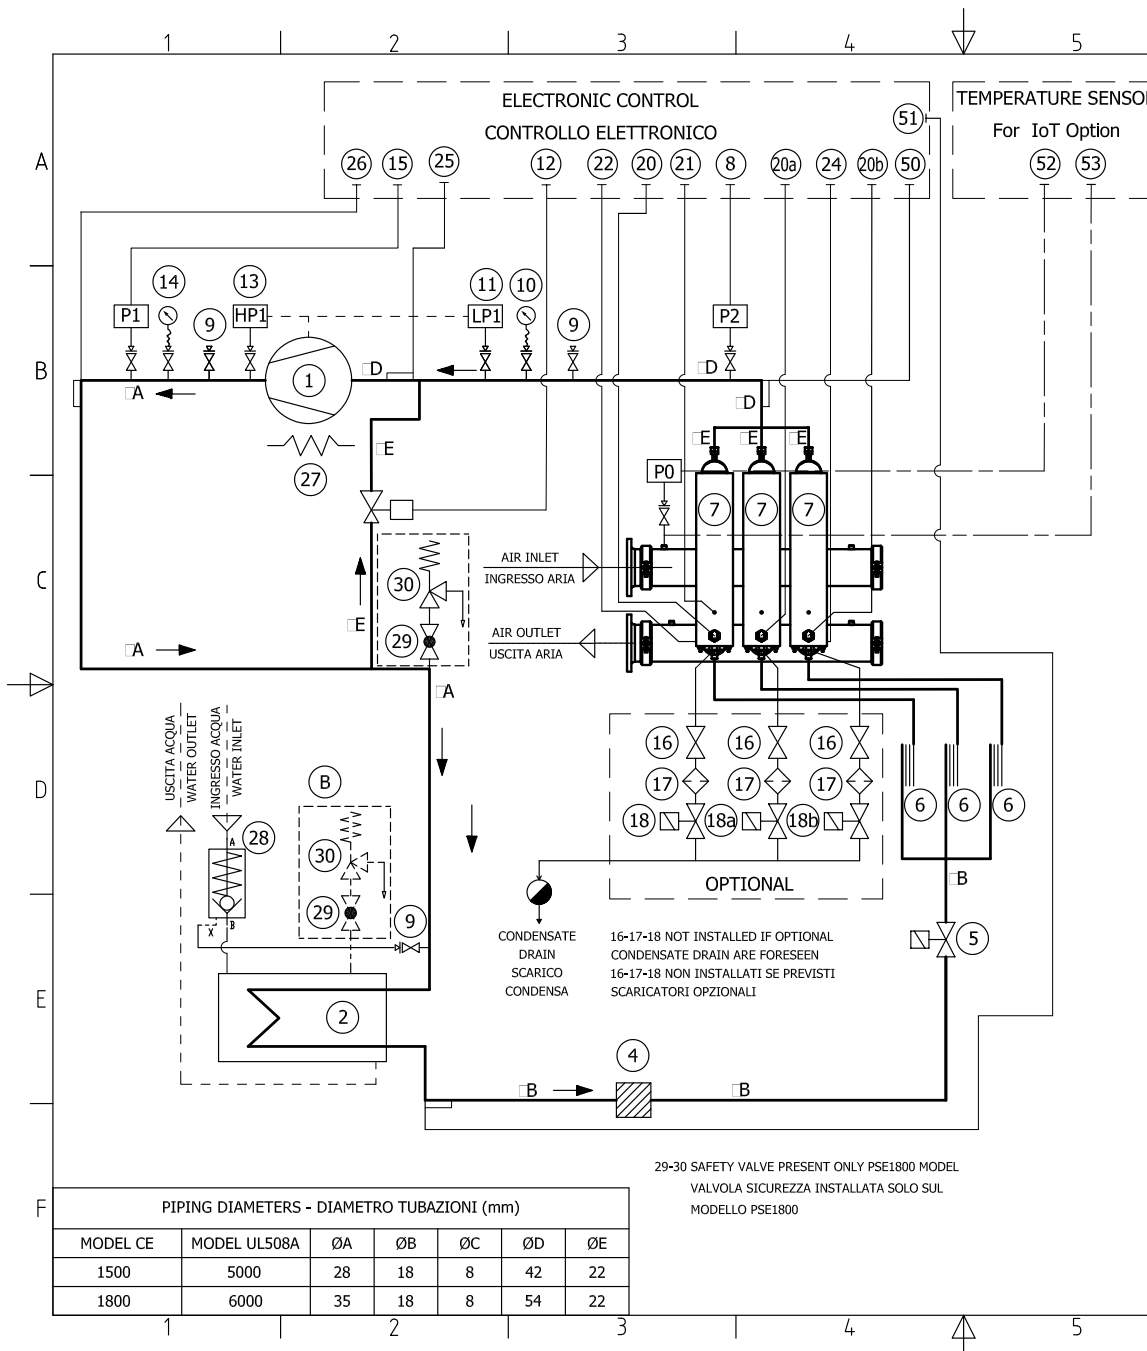 1 2 3 4 5
ELECTRONIC CONTROL
CONTROLLO ELETTRONICO
51
TEMPERATURE SENSO
For IoT Option
A
26 15 25 12 22 20 21 8 20a 24 20b 50 52 53
14 13 11 10
P1 9 HP1 LP1 9 P2
B
1
□D □D
□A □D
□E □E □E □E
27
P0
7 7 7
C
AIR INLET
INGRESSO ARIA
30
□E
29
AIR OUTLET
USCITA ARIA
□A
□A
USCITA ACQUA
WATER OUTLET
INGRESSO ACQUA
WATER INLET
16 16 16
D
B
17 17 17
6 6 6
18 18a 18b
28
A
30
OPTIONAL
□B
29
9
B
X
5
CONDENSATE
DRAIN
SCARICO
CONDENSA
16-17-18 NOT INSTALLED IF OPTIONAL
CONDENSATE DRAIN ARE FORESEEN
16-17-18 NON INSTALLATI SE PREVISTI
SCARICATORI OPZIONALI
E
2
4
□B □B
29-30 SAFETY VALVE PRESENT ONLY PSE1800 MODEL
VALVOLA SICUREZZA INSTALLATA SOLO SUL
MODELLO PSE1800
F
PIPING DIAMETERS - DIAMETRO TUBAZIONI (mm)
MODEL CE MODEL UL508A ØA ØB ØC ØD ØE
1500 5000 28 18 8 42 22
1800 6000 35 18 8 54 22
1 2 3 4 5